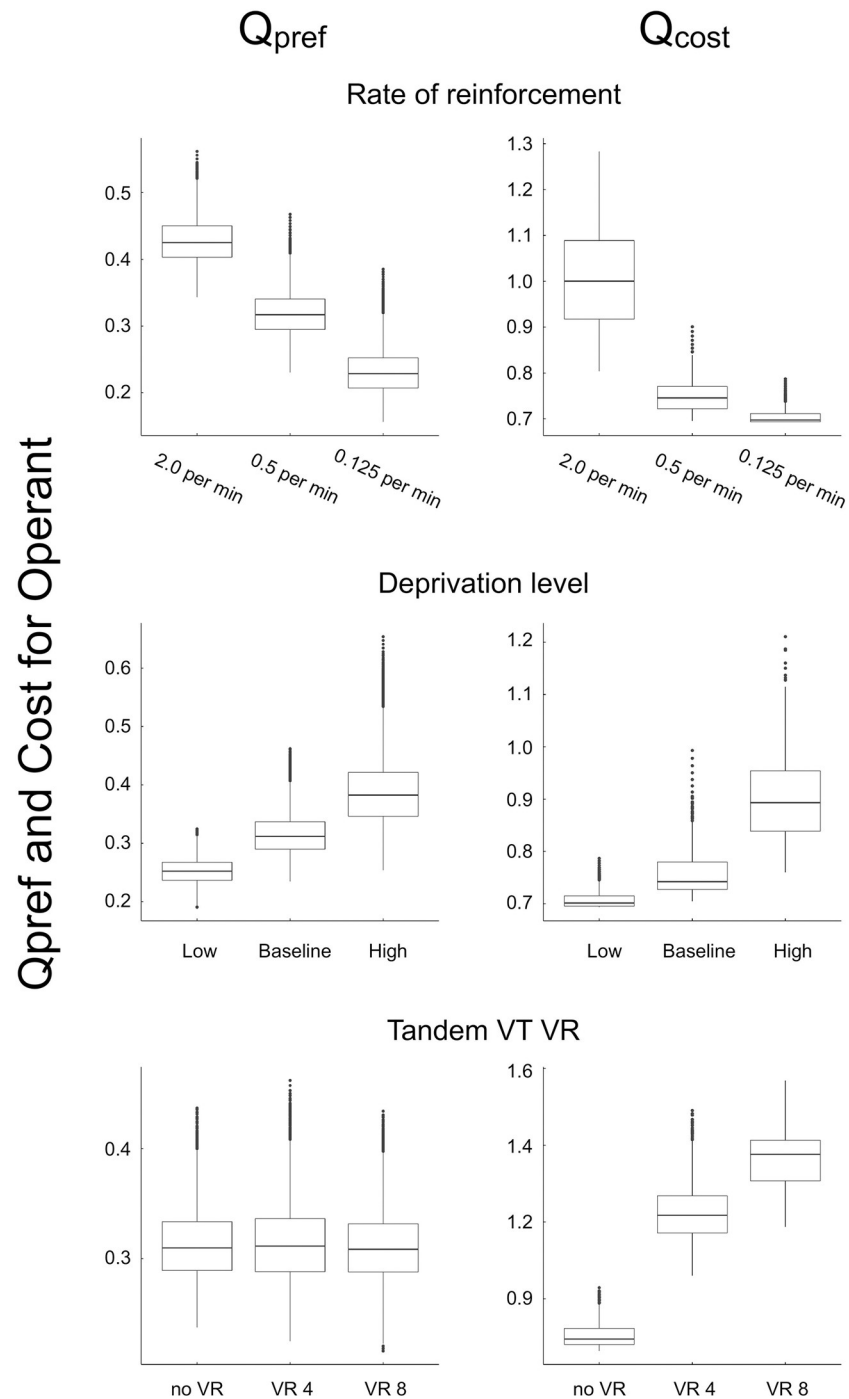 Qpref Qcost
Rate of reinforcement
Qpref and Cost for Operant
0.5
0.4
0.3
0.2
2.0 per min 0.5 per min 0.125 per min
1.3
1.2
1.1
1.0
0.9
0.8
0.7
2.0 per min 0.5 per min 0.125 per min
Deprivation level
0.6
0.5
0.4
0.3
0.2
Low Baseline High
1.2
1.1
1.0
0.9
0.8
0.7
Low Baseline High
Tandem VT VR
0.4
0.3
no VR VR 4 VR 8
1.6
1.4
1.2
0.9
no VR VR 4 VR 8